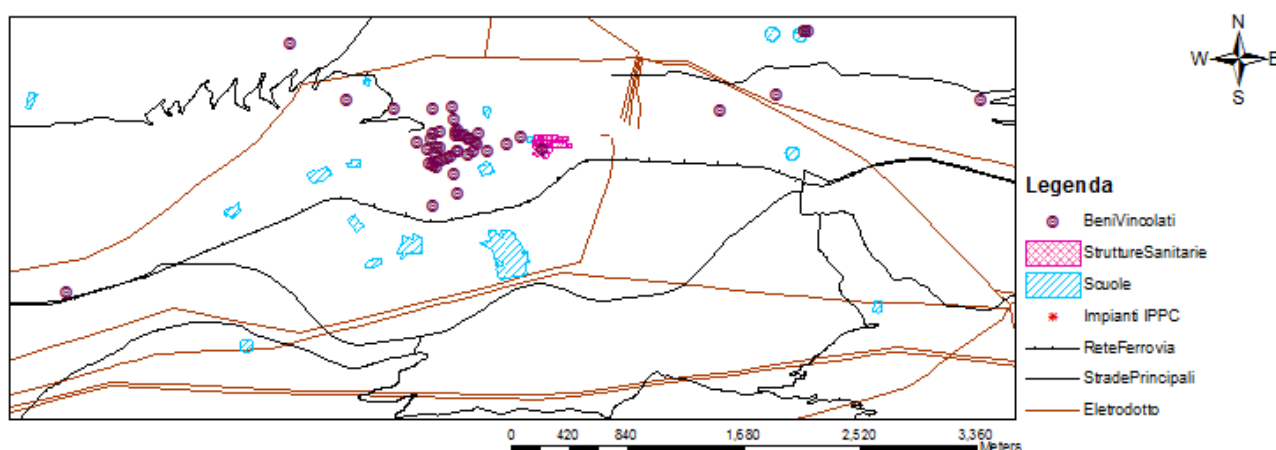 N
W E
S
Legenda
BeniVincolati
StruttureSanitarie
Scuole
Impianti IPPC
ReteFerrovia
StradePrincipali
Eletrodotto
0 420 840 1,680 2,520 3,360
Meters